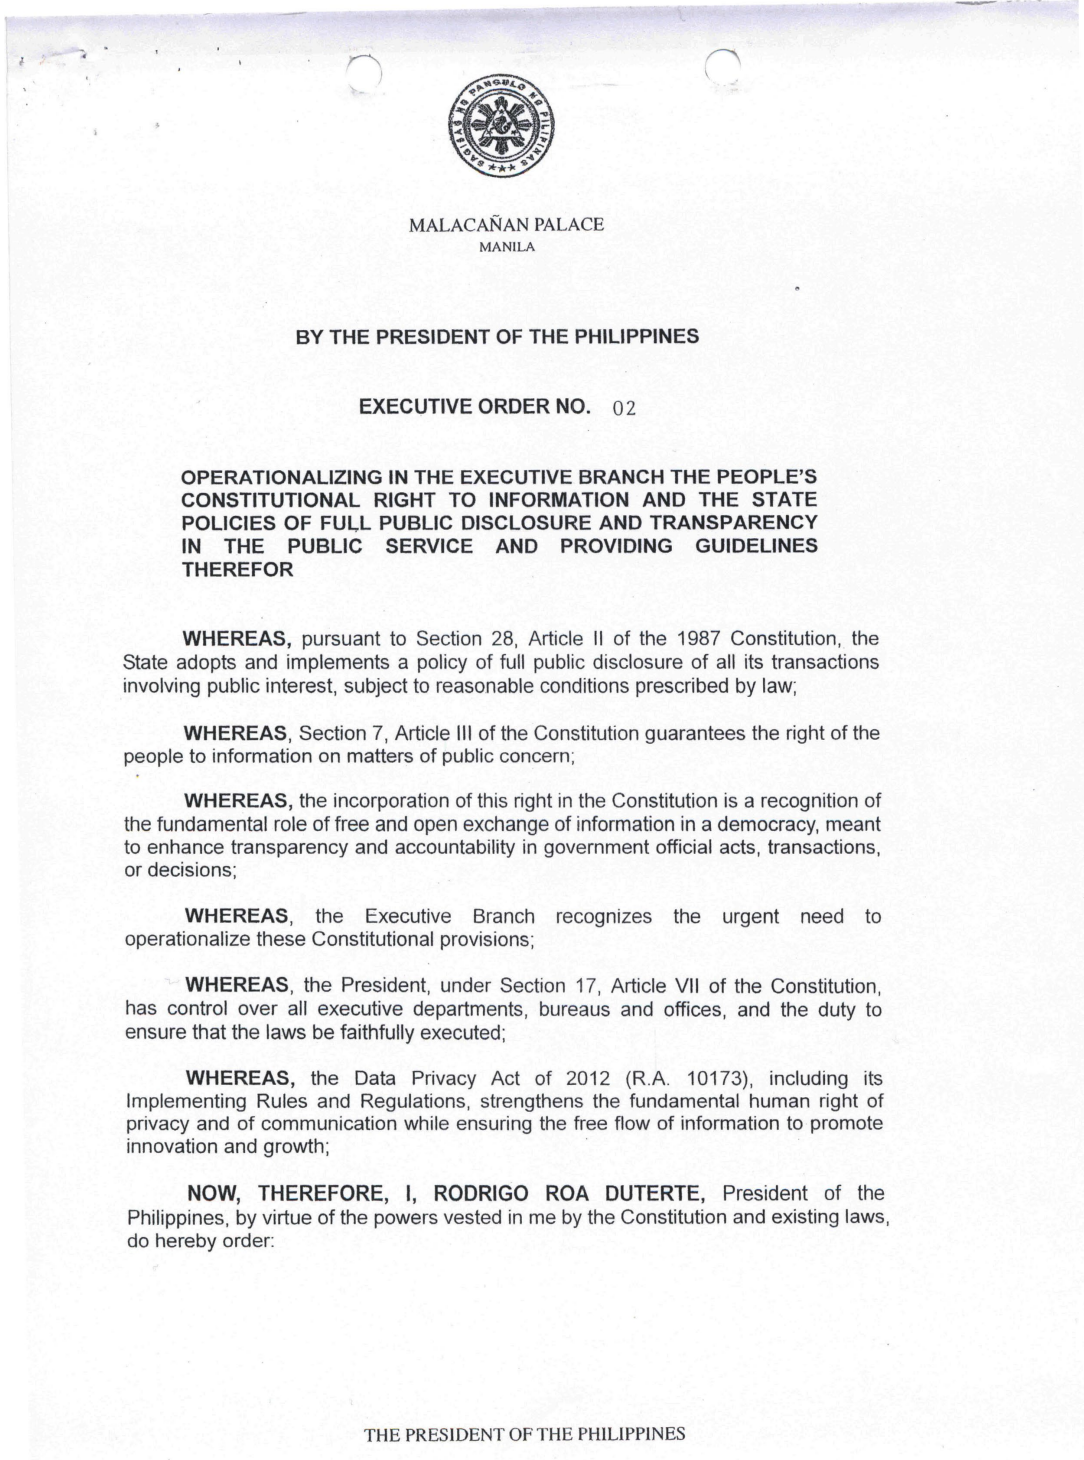 SAGISAG NG PANGULO NG PILIPINAS
MALACAÑAN PALACE
MANILA
BY THE PRESIDENT OF THE PHILIPPINES
EXECUTIVE ORDER NO. 02
OPERATIONALIZING IN THE EXECUTIVE BRANCH THE PEOPLE'S
CONSTITUTIONAL RIGHT TO INFORMATION AND THE STATE
POLICIES OF FULL PUBLIC DISCLOSURE AND TRANSPARENCY
IN THE PUBLIC SERVICE AND PROVIDING GUIDELINES
THEREFOR
WHEREAS, pursuant to Section 28, Article II of the 1987 Constitution, the
State adopts and implements a policy of full public disclosure of all its transactions
involving public interest, subject to reasonable conditions prescribed by law;
WHEREAS, Section 7, Article III of the Constitution guarantees the right of the
people to information on matters of public concern;
WHEREAS, the incorporation of this right in the Constitution is a recognition of
the fundamental role of free and open exchange of information in a democracy, meant
to enhance transparency and accountability in government official acts, transactions,
or decisions;
WHEREAS, the Executive Branch recognizes the urgent need to
operationalize these Constitutional provisions;
WHEREAS, the President, under Section 17, Article VII of the Constitution,
has control over all executive departments, bureaus and offices, and the duty to
ensure that the laws be faithfully executed;
WHEREAS, the Data Privacy Act of 2012 (R.A. 10173), including its
Implementing Rules and Regulations, strengthens the fundamental human right of
privacy and of communication while ensuring the free flow of information to promote
innovation and growth;
NOW, THEREFORE, I, RODRIGO ROA DUTERTE, President of the
Philippines, by virtue of the powers vested in me by the Constitution and existing laws,
do hereby order:
THE PRESIDENT OF THE PHILIPPINES